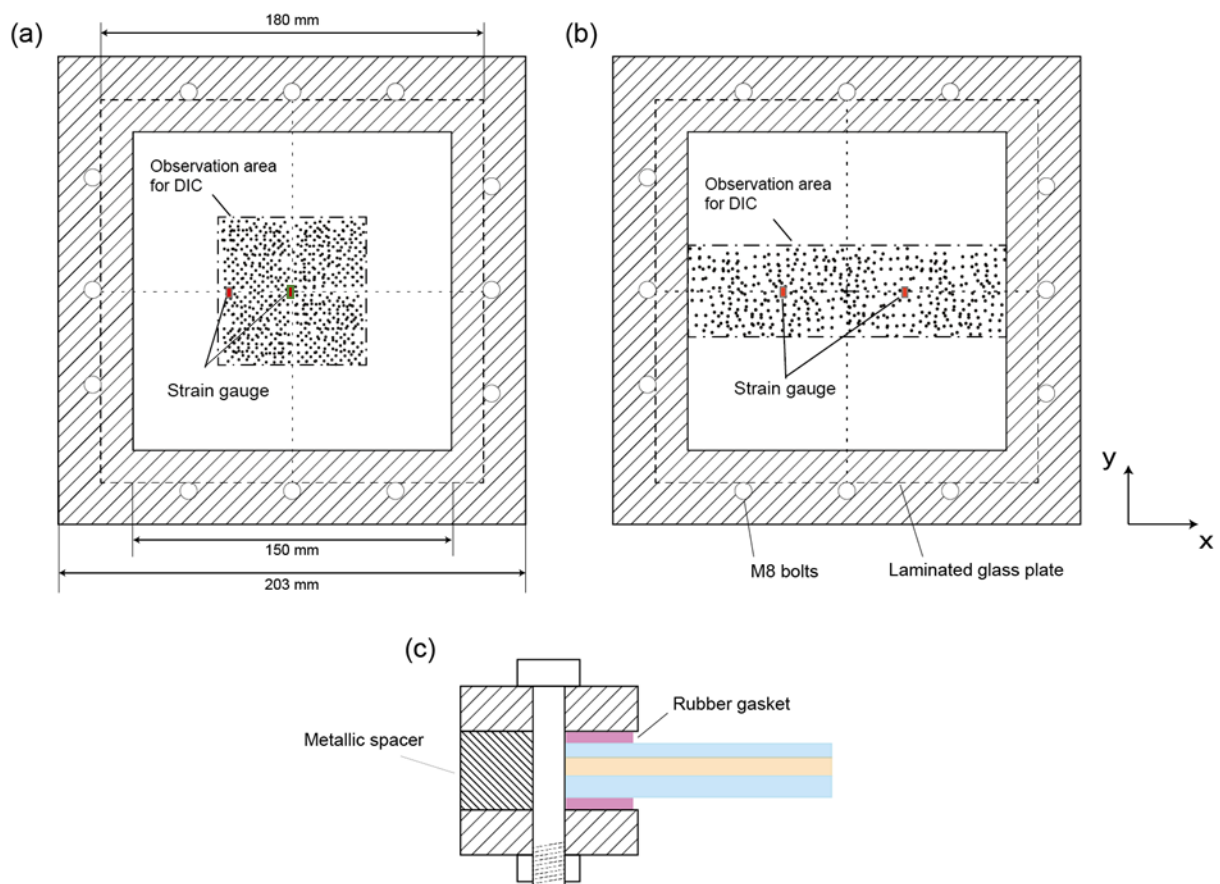 180 mm
(a)
(b)
Observation area
for DIC
Observation area
for DIC
Strain gauge
Strain gauge
150 mm
203 mm
y
x
M8 bolts
Laminated glass plate
(c)
Rubber gasket
Metallic spacer